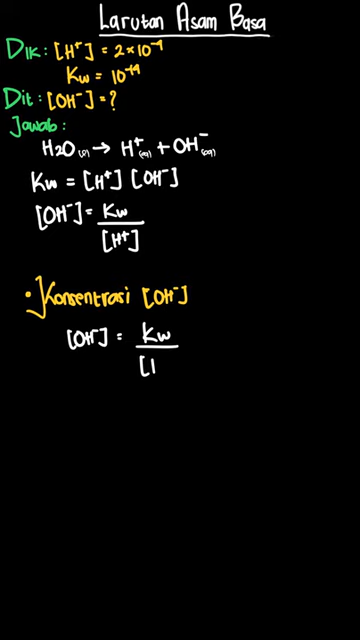 Larutan Asam Basa
Dik: [H⁺] = 2 × 10⁻⁴
Kw = 10⁻¹⁴
Dit: [OH⁻] = ?
Jawab:
H2O(l) → H⁺(aq) + OH⁻(aq)
Kw = [H⁺] [OH⁻]
[OH⁻] = Kw
[H⁺]
• Konsentrasi [OH⁻]
[OH⁻] = Kw
[